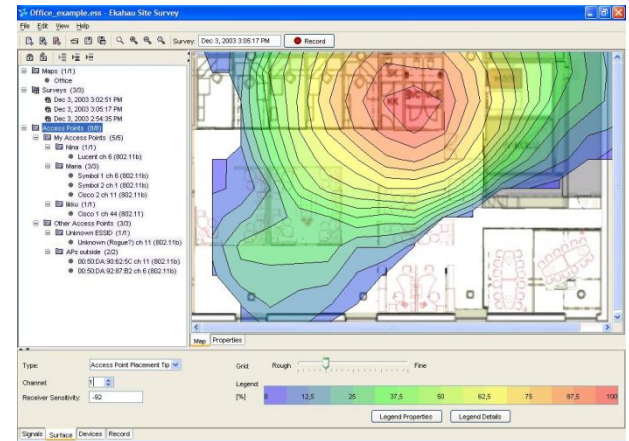 Office_example.ess - Ekahau Site Survey
File Edit View Help
Survey: Dec 3, 2003 3:05:17 PM Record
Maps (1/1)
Office
Surveys (3/3)
Dec 3, 2003 3:02:51 PM
Dec 3, 2003 3:05:17 PM
Dec 3, 2003 2:54:35 PM
Access Points (8/8)
My Access Points (5/5)
Nina (1/1)
Lucent ch 6 (802.11b)
Maria (3/3)
Symbol 1 ch 6 (802.11b)
Symbol 2 ch 1 (802.11b)
Cisco 2 ch 11 (802.11b)
Ilkku (1/1)
Cisco 1 ch 44 (802.11)
Other Access Points (3/3)
Unknown ESSID (1/1)
Unknown (Rogue?) ch 11 (802.11b)
APs outside (2/2)
00:50:DA:90:62:5C ch 11 (802.11b)
00:50:DA:92:87:B2 ch 6 (802.11b)
SK
KK
Map Properties
Type: Access Point Placement Tip Grid: Rough Fine
Channel: 1 Legend:
Receiver Sensitivity: -92 [%] 0 12,5 25 37,5 50 62,5 75 87,5 100
Legend Properties Legend Details
Signals Surface Devices Record